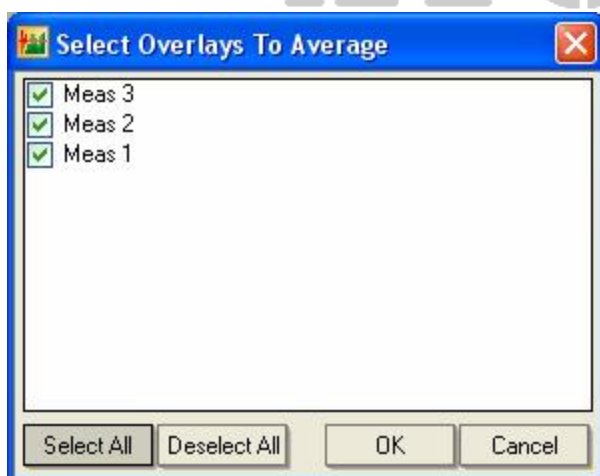 Select Overlays To Average
Meas 3
Meas 2
Meas 1
Select All Deselect All OK Cancel